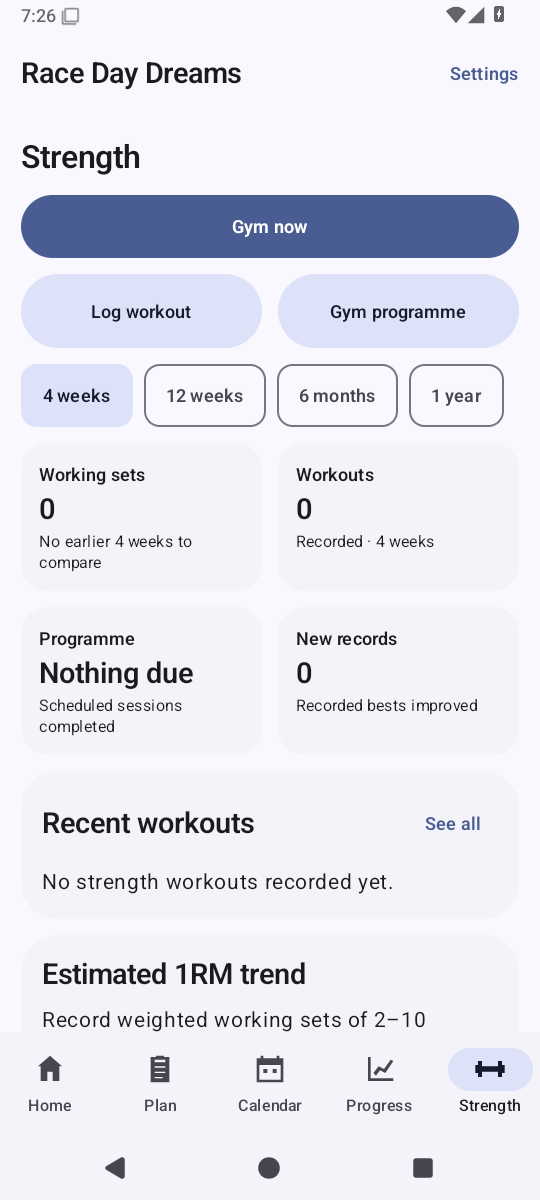 7:26
Race Day Dreams
Settings
Strength
Gym now
Log workout
Gym programme
4 weeks
12 weeks
6 months
1 year
Working sets
0
No earlier 4 weeks to
compare
Workouts
0
Recorded · 4 weeks
Programme
Nothing due
Scheduled sessions
completed
New records
0
Recorded bests improved
Recent workouts
See all
No strength workouts recorded yet.
Estimated 1RM trend
Record weighted working sets of 2–10
Home
Plan
Calendar
Progress
Strength